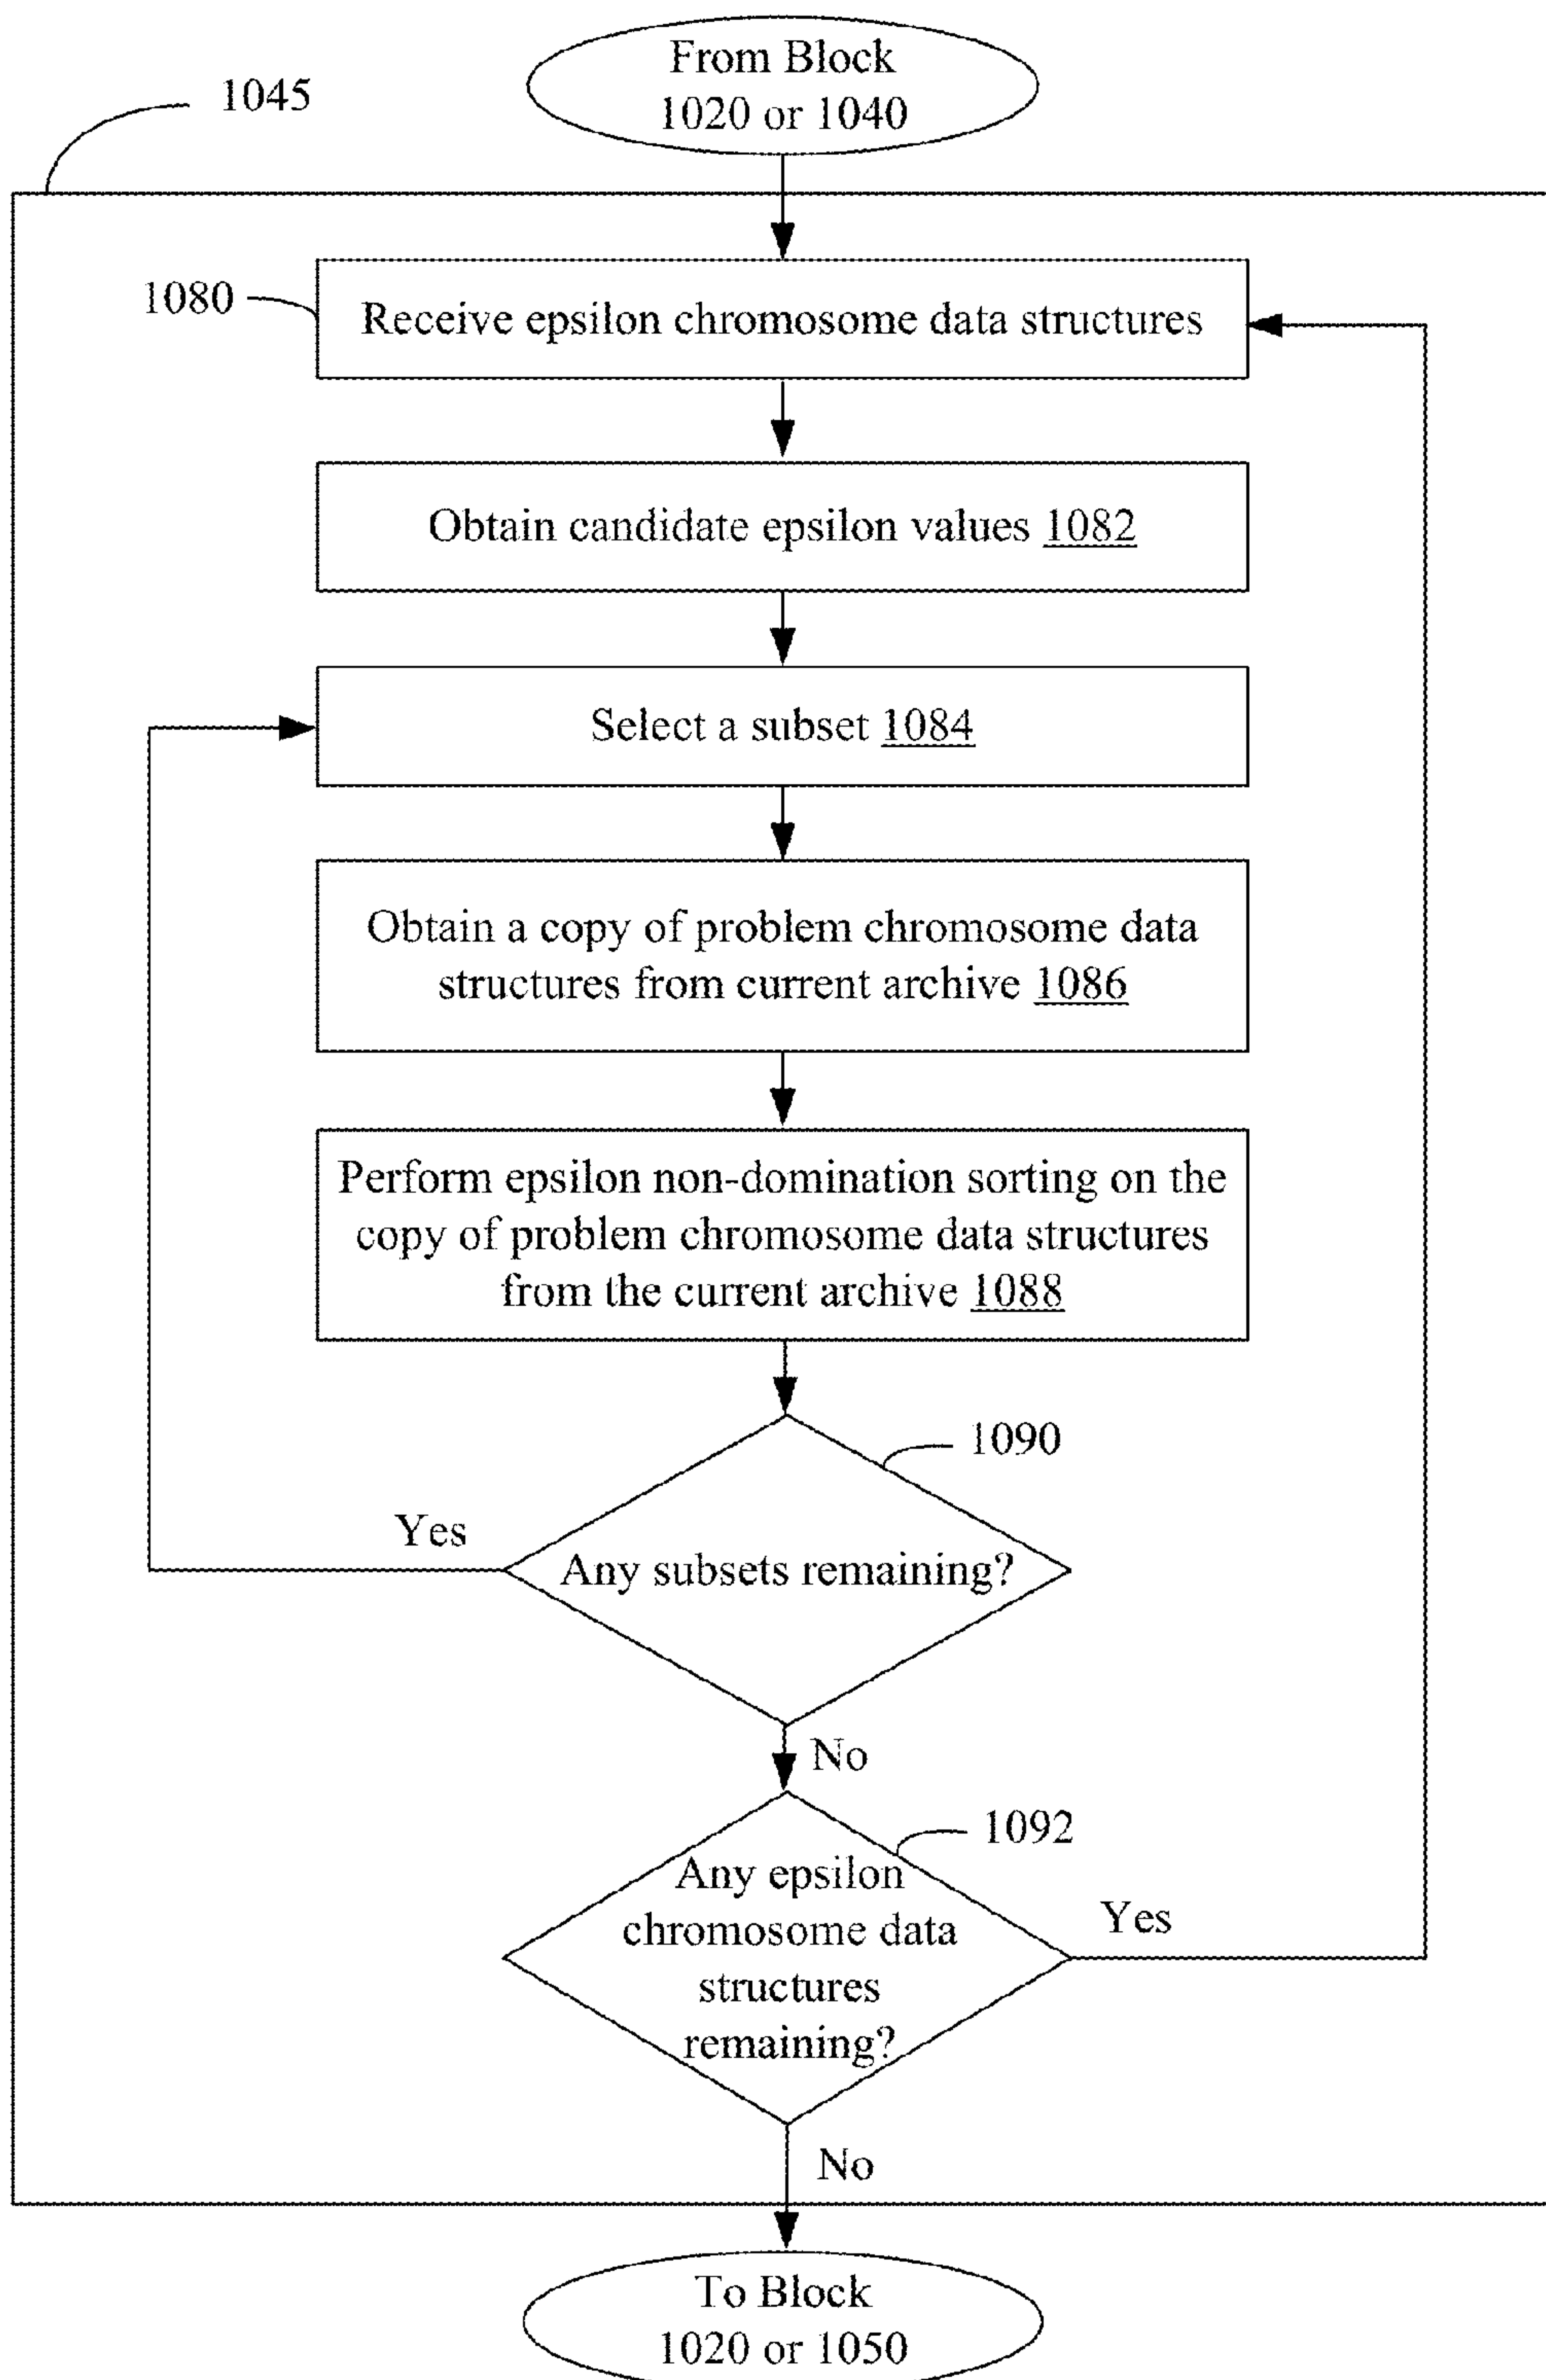 From Block
1020 or 1040
1045
1080
Receive epsilon chromosome data structures
Obtain candidate epsilon values 1082
Select a subset 1084
Obtain a copy of problem chromosome data
structures from current archive 1086
Perform epsilon non-domination sorting on the
copy of problem chromosome data structures
from the current archive 1088
1090
Yes
Any subsets remaining?
No
1092
Any epsilon
chromosome data
structures
remaining?
Yes
No
To Block
1020 or 1050